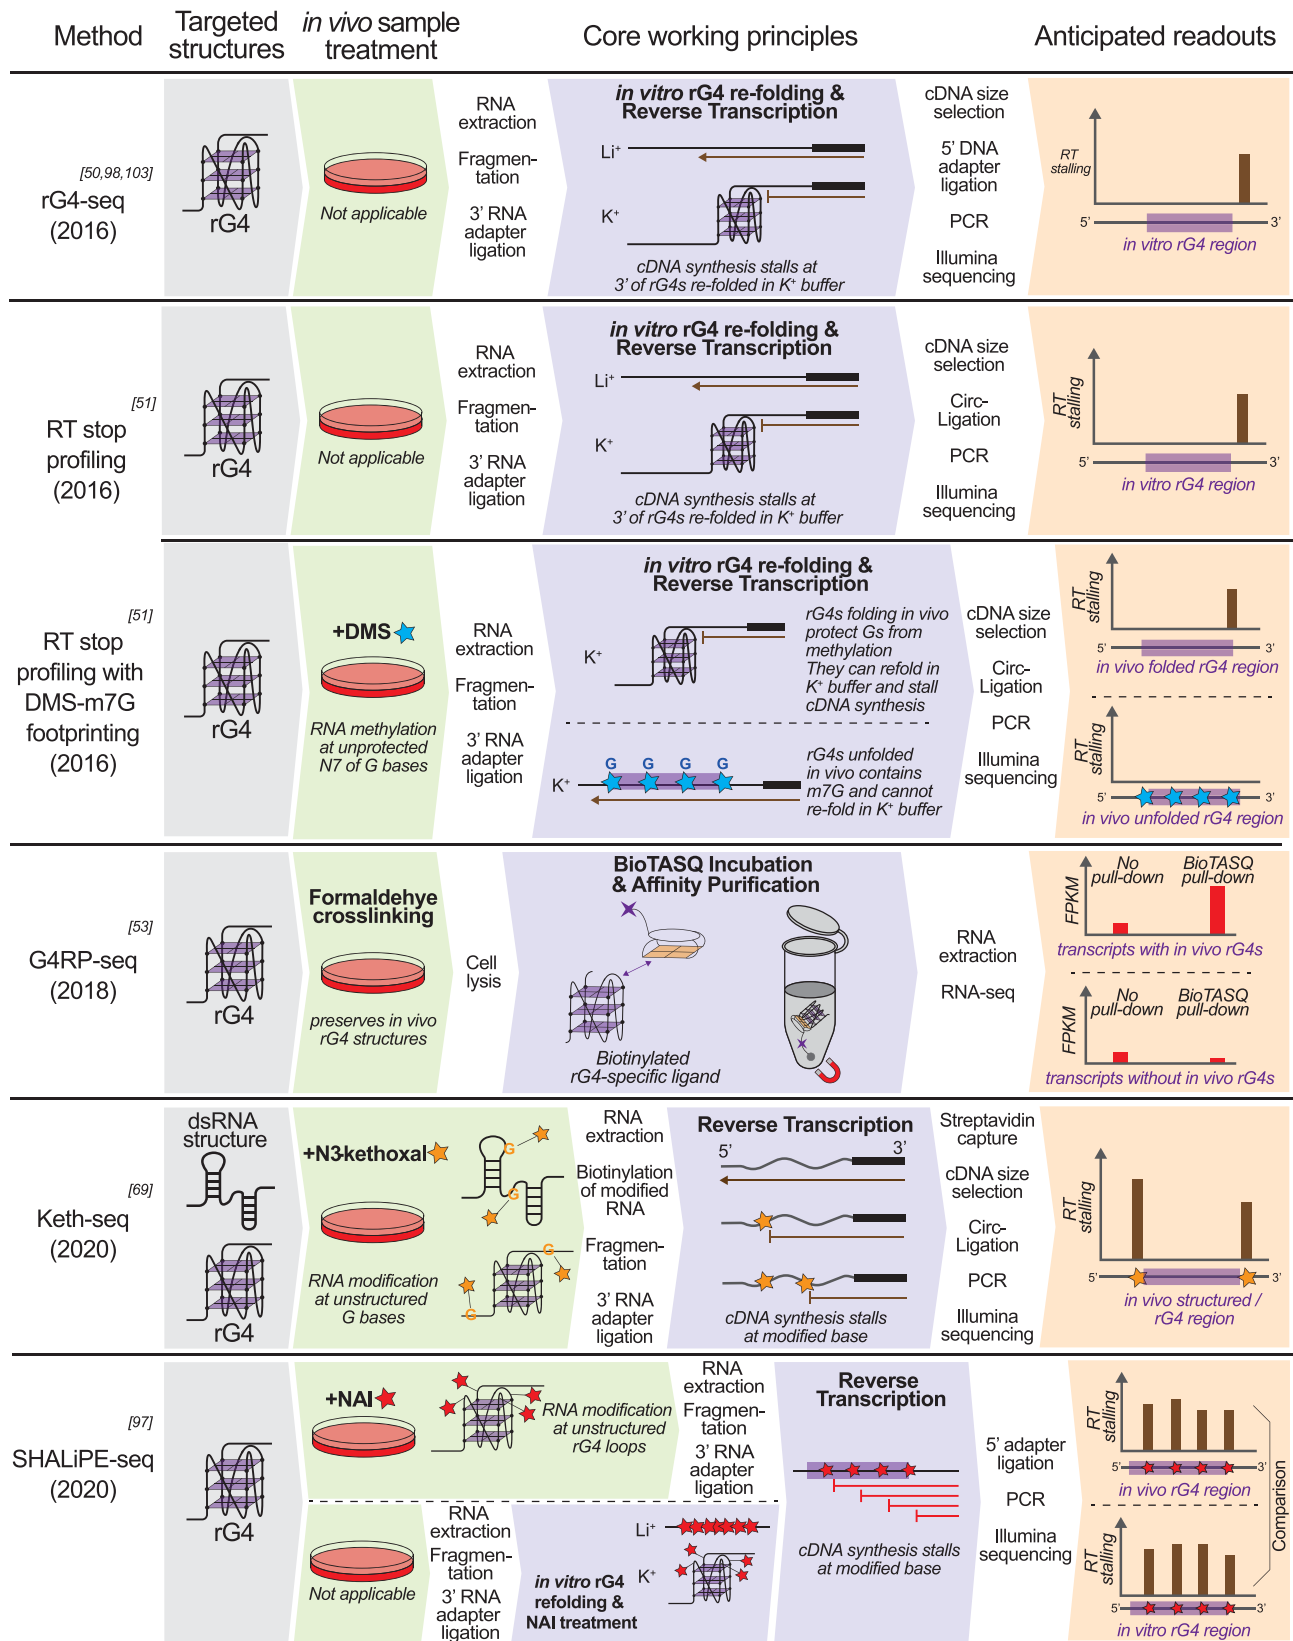 Method
Targeted
structures
in vivo sample
treatment
Core working principles
Anticipated readouts
[50,98,103]
rG4-seq
(2016)
rG4
Not applicable
RNA
extraction
Fragmen-
tation
3' RNA
adapter
ligation
in vitro rG4 re-folding &
Reverse Transcription
Li+
K+
cDNA synthesis stalls at
3' of rG4s re-folded in K+ buffer
cDNA size
selection
5' DNA
adapter
ligation
PCR
Illumina
sequencing
RT
stalling
5'
3'
in vitro rG4 region
[51]
RT stop
profiling
(2016)
rG4
Not applicable
RNA
extraction
Fragmen-
tation
3' RNA
adapter
ligation
in vitro rG4 re-folding &
Reverse Transcription
Li+
K+
cDNA synthesis stalls at
3' of rG4s re-folded in K+ buffer
cDNA size
selection
Circ-
Ligation
PCR
Illumina
sequencing
RT
stalling
5'
3'
in vitro rG4 region
[51]
RT stop
profiling with
DMS-m7G
footprinting
(2016)
rG4
+DMS
RNA methylation
at unprotected
N7 of G bases
RNA
extraction
Fragmen-
tation
3' RNA
adapter
ligation
in vitro rG4 re-folding &
Reverse Transcription
K+
rG4s folding in vivo
protect Gs from
methylation
They can refold in
K+ buffer and stall
cDNA synthesis
G G G G
K+
rG4s unfolded
in vivo contains
m7G and cannot
re-fold in K+ buffer
cDNA size
selection
Circ-
Ligation
PCR
Illumina
sequencing
RT
stalling
5'
3'
in vivo folded rG4 region
RT
stalling
5'
3'
in vivo unfolded rG4 region
[53]
G4RP-seq
(2018)
rG4
Formaldehye
crosslinking
preserves in vivo
rG4 structures
Cell
lysis
BioTASQ Incubation
& Affinity Purification
Biotinylated
rG4-specific ligand
RNA
extraction
RNA-seq
FPKM
No
pull-down
BioTASQ
pull-down
transcripts with in vivo rG4s
FPKM
No
pull-down
BioTASQ
pull-down
transcripts without in vivo rG4s
[69]
Keth-seq
(2020)
dsRNA
structure
rG4
+N3-kethoxal
G
G
G
G
RNA modification
at unstructured
G bases
RNA
extraction
Biotinylation
of modified
RNA
Fragmen-
tation
3' RNA
adapter
ligation
Reverse Transcription
5'
3'
cDNA synthesis stalls
at modified base
Streptavidin
capture
cDNA size
selection
Circ-
Ligation
PCR
Illumina
sequencing
RT
stalling
5'
3'
in vivo structured /
rG4 region
[97]
SHALiPE-seq
(2020)
rG4
+NAI
RNA modification
at unstructured
rG4 loops
RNA
extraction
Fragmen-
tation
3' RNA
adapter
ligation
Not applicable
RNA
extraction
Fragmen-
tation
3' RNA
adapter
ligation
Li+
K+
in vitro rG4
refolding &
NAI treatment
Reverse
Transcription
cDNA synthesis stalls
at modified base
5' adapter
ligation
PCR
Illumina
sequencing
RT
stalling
5'
3'
in vivo rG4 region
Comparison
RT
stalling
5'
3'
in vitro rG4 region